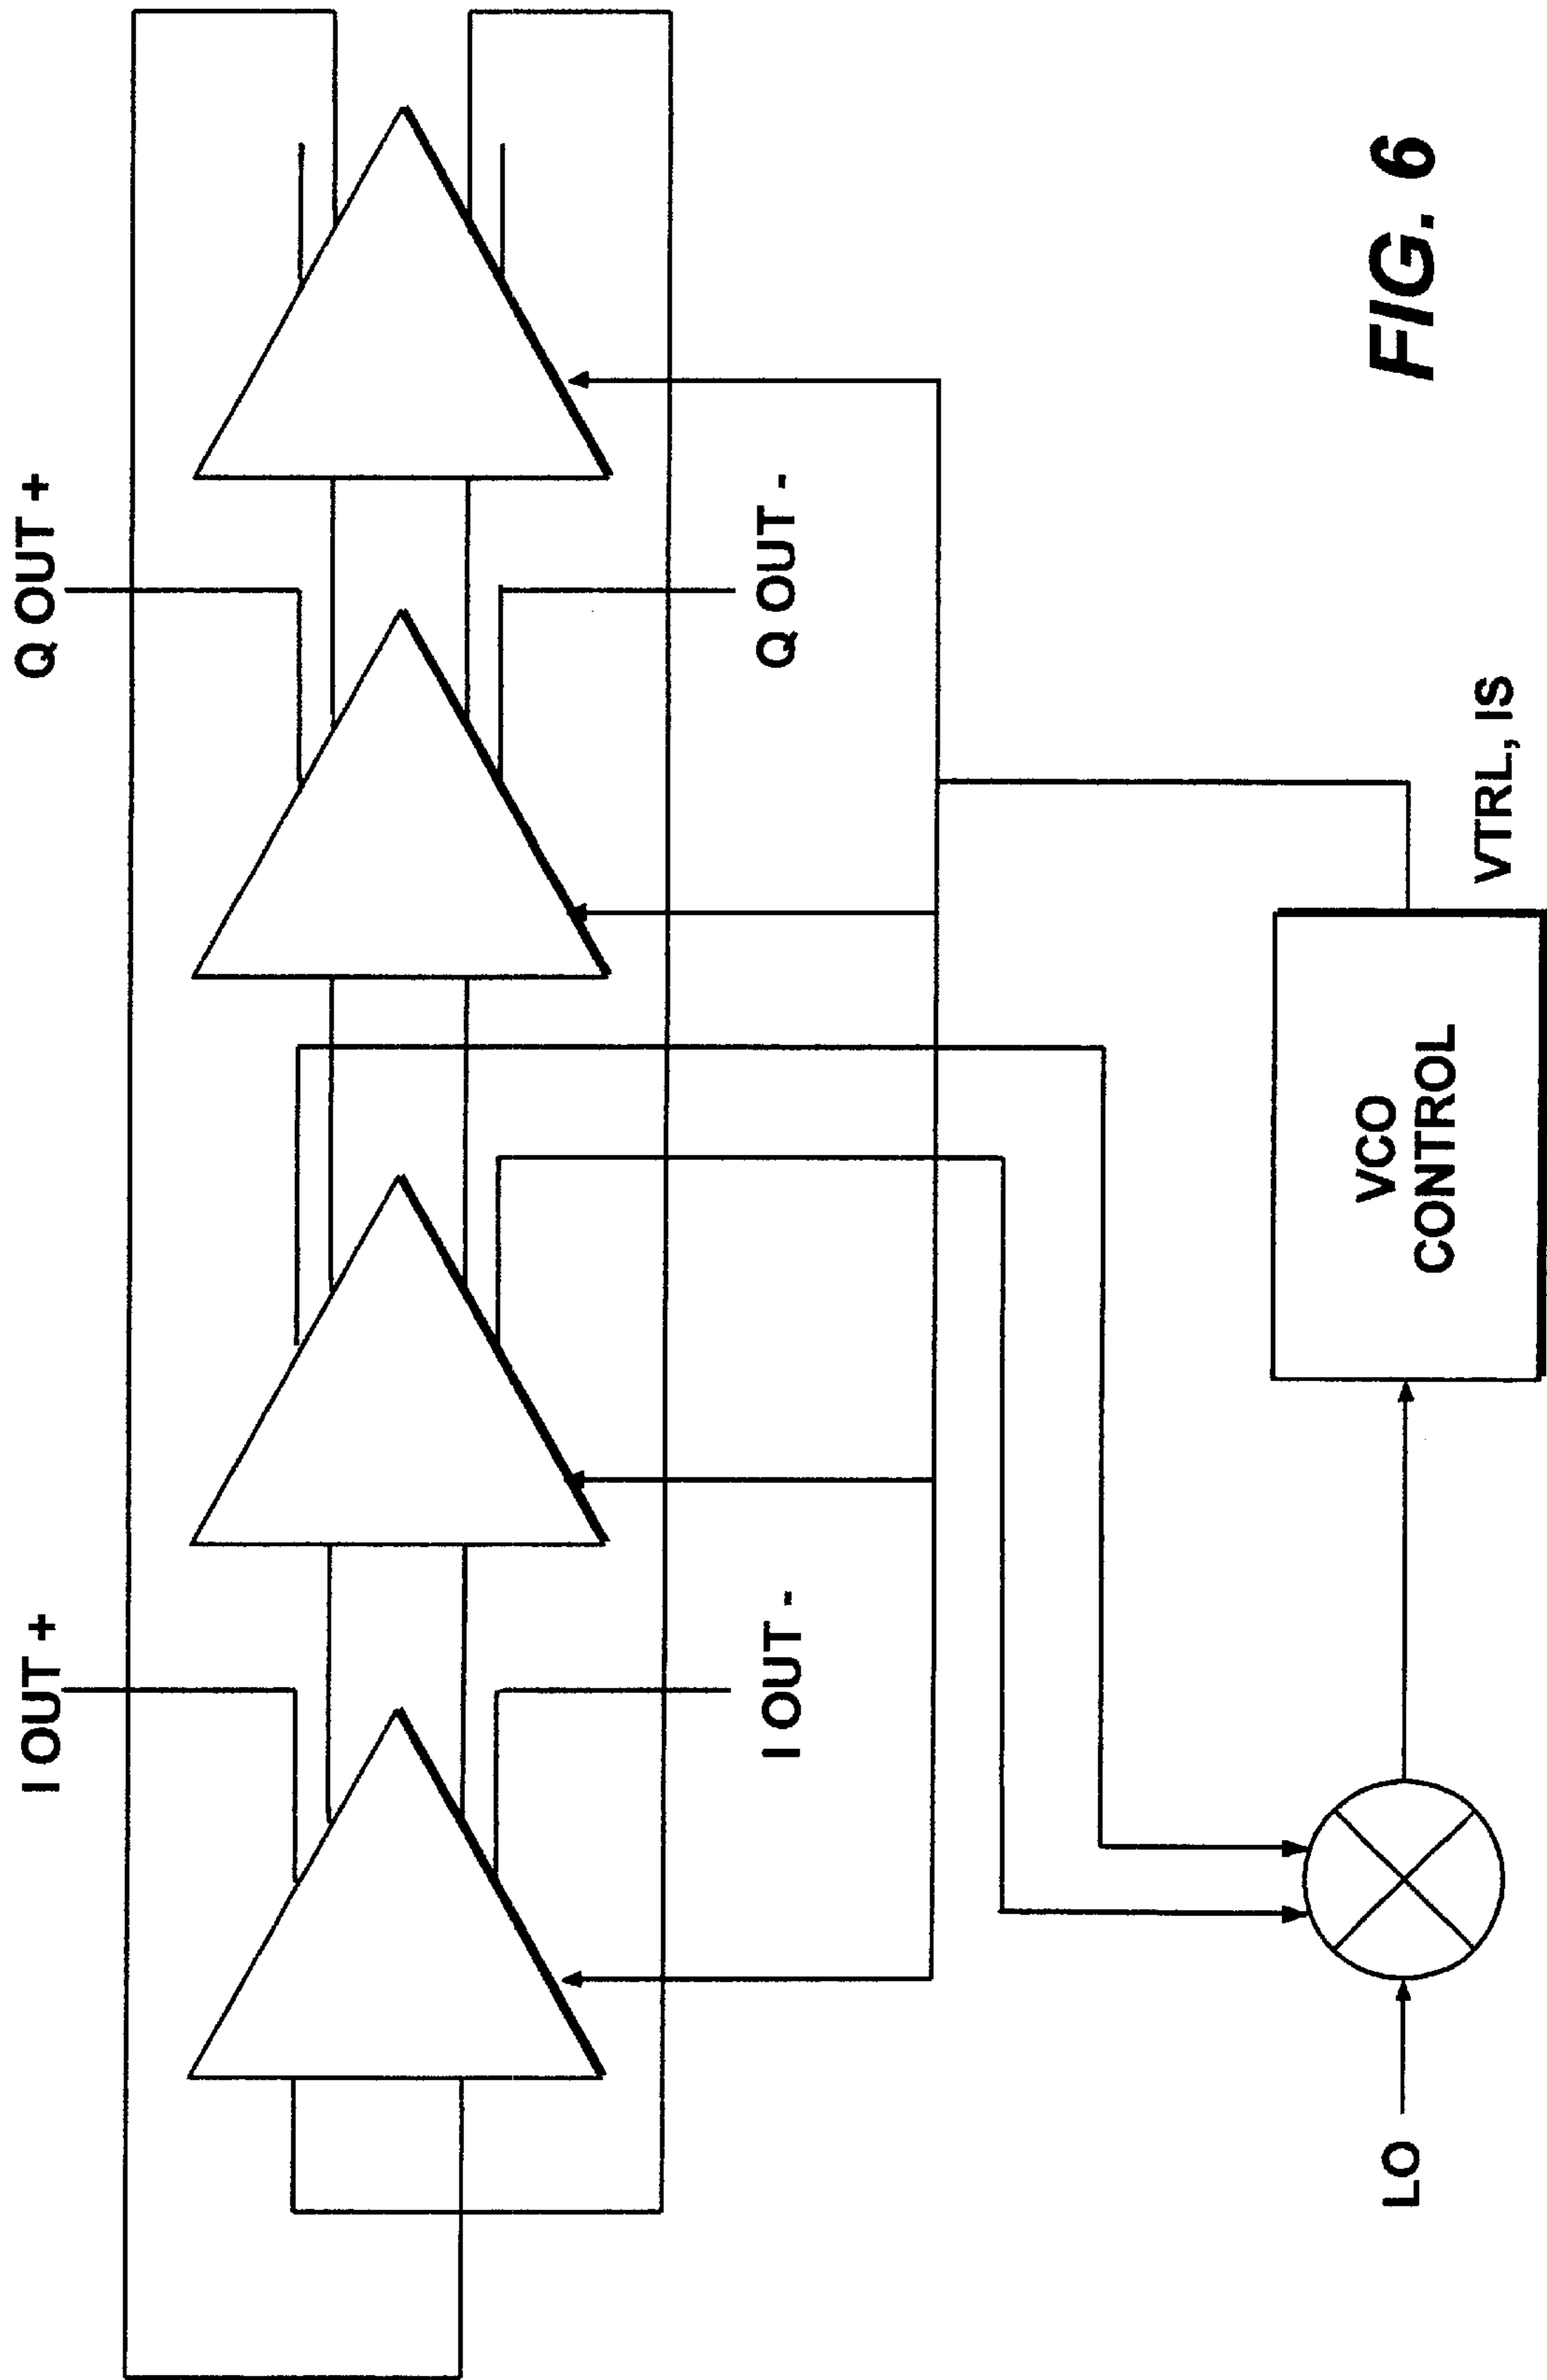 I OUT +
Q OUT +
I OUT -
Q OUT -
LO
VCO
CONTROL
VTRL, IS
FIG. 6